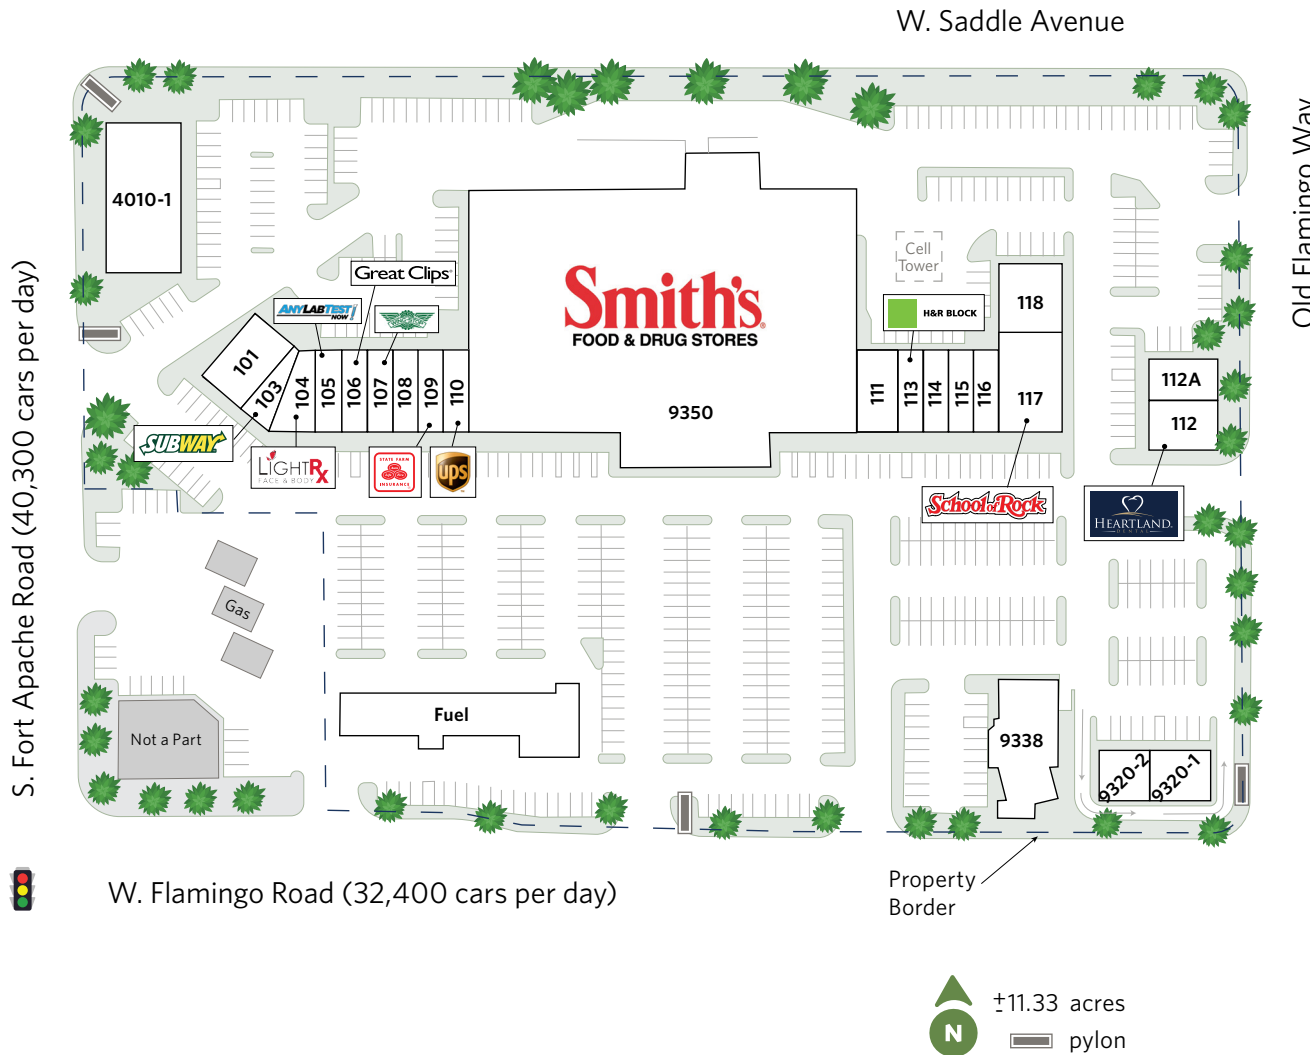 W. Saddle Avenue
Old Flamingo Way
4010-1
Great Clips
Cell
Tower
ANYLABTEST
NOW!
H&R BLOCK
118
Smith's
FOOD & DRUG STORES
101
103
104
105
106
107
108
109
110
9350
111
113
114
115
116
117
112A
112
SUBWAY
LIGHTRX
FACE & BODY
STATE FARM
INSURANCE
ups
School of Rock
HEARTLAND
DENTAL
S. Fort Apache Road (40,300 cars per day)
Gas
Not a Part
Fuel
9338
9320-2
9320-1
Property
Border
W. Flamingo Road (32,400 cars per day)
±11.33 acres
N
pylon